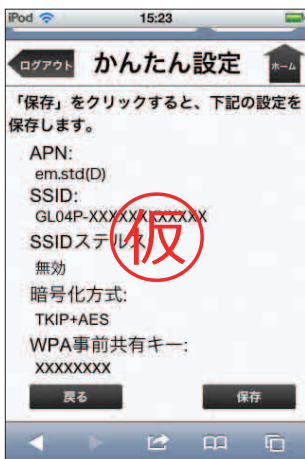 iPod 15:23
ログアウト かんたん設定 ホーム
「保存」をクリックすると、下記の設定を
保存します。
APN:
em.std(D)
SSID:
GL04P-XXXXXXXXXXXX
SSIDステルス:
無効
暗号化方式:
TKIP+AES
WPA事前共有キー:
XXXXXXXX
戻る 保存
仮